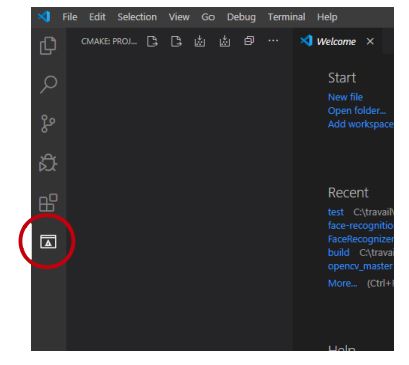 File Edit Selection View Go Debug Terminal Help
CMAKE: PROJ... Welcome
Start
New file
Open folder...
Add workspace
Recent
test C:\travail\
face-recognition
FaceRecognizer
build C:\travai
opencv_master
More... (Ctrl+
Help